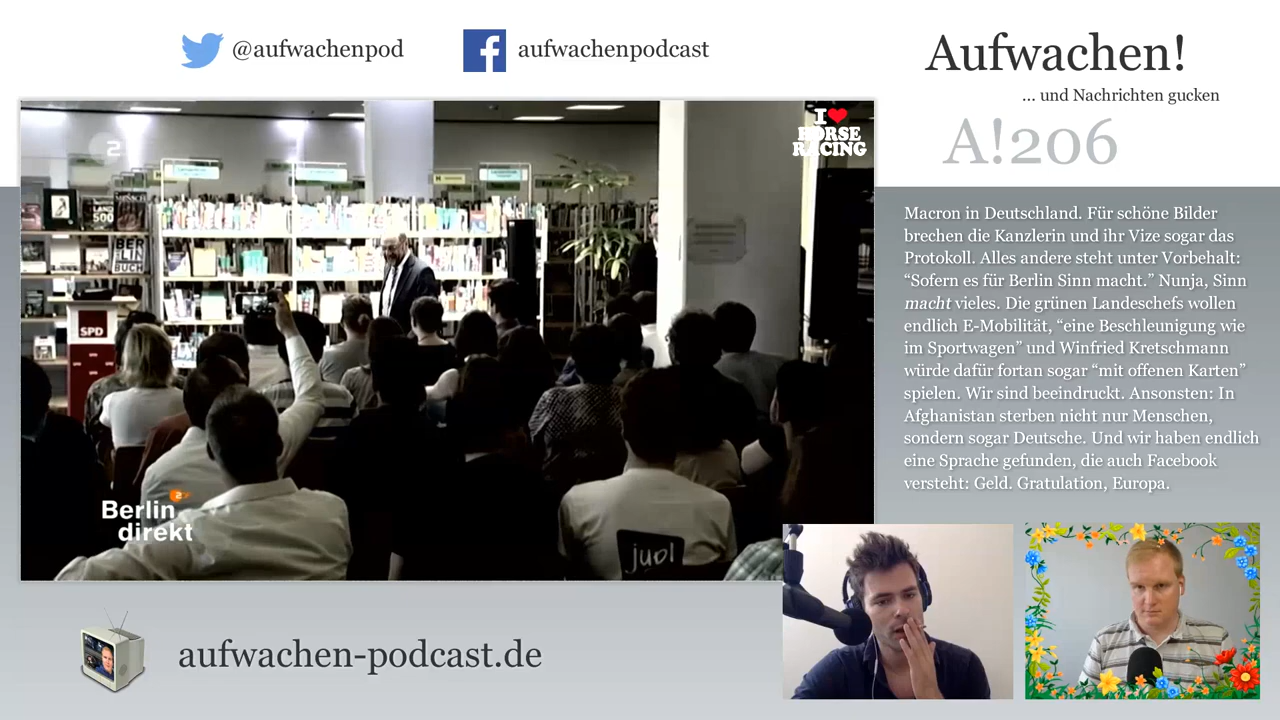 @aufwachenpod
aufwachenpodcast
Aufwachen!
... und Nachrichten gucken
A!206
Macron in Deutschland. Für schöne Bilder
brechen die Kanzlerin und ihr Vize sogar das
Protokoll. Alles andere steht unter Vorbehalt:
“Sofern es für Berlin Sinn macht.” Nunja, Sinn
macht vieles. Die grünen Landeschefs wollen
endlich E-Mobilität, “eine Beschleunigung wie
im Sportwagen” und Winfried Kretschmann
würde dafür fortan sogar “mit offenen Karten”
spielen. Wir sind beeindruckt. Ansonsten: In
Afghanistan sterben nicht nur Menschen,
sondern sogar Deutsche. Und wir haben endlich
eine Sprache gefunden, die auch Facebook
versteht: Geld. Gratulation, Europa.
I
HORSE
RACING
2
LAND
500
BER
LIN
BUCH
SPD
Berlin
direkt
aufwachen-podcast.de